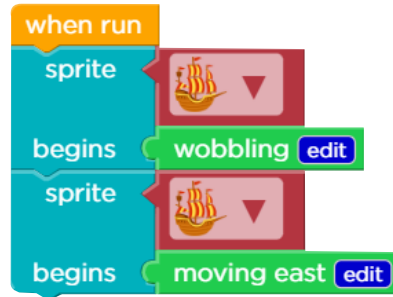 when run
sprite
begins wobbling edit
sprite
begins moving east edit